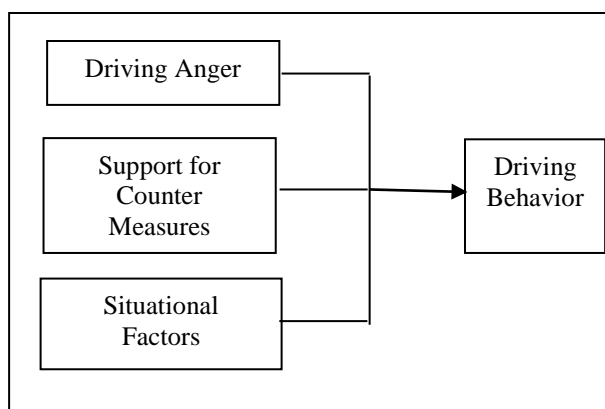 Driving Anger
Support for
Counter
Measures
Situational
Factors
Driving
Behavior